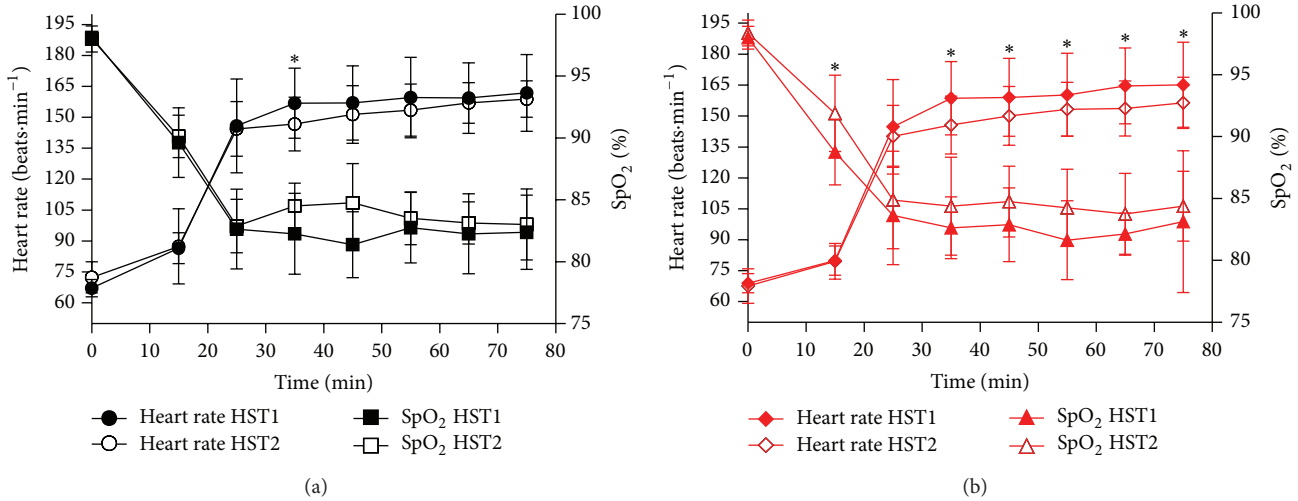 195
180
165
150
135
120
105
90
75
60
Heart rate (beats·min−1)
100
95
90
85
80
75
SpO2 (%)
*
0 10 20 30 40 50 60 70 80
Time (min)
Heart rate HST1
Heart rate HST2
SpO2 HST1
SpO2 HST2
(a)
195
180
165
150
135
120
105
90
75
60
Heart rate (beats·min−1)
100
95
90
85
80
75
SpO2 (%)
* * * * * *
0 10 20 30 40 50 60 70 80
Time (min)
Heart rate HST1
Heart rate HST2
SpO2 HST1
SpO2 HST2
(b)